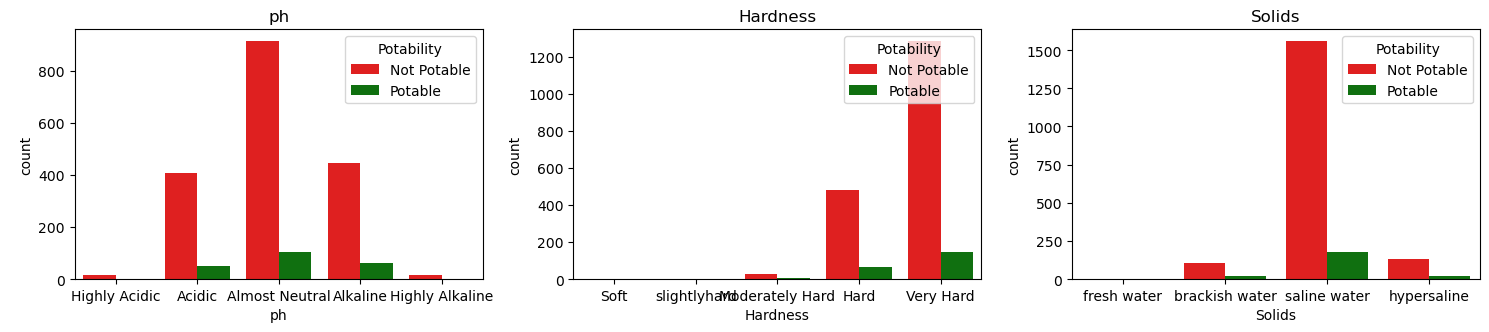 ph
Potability
Not Potable
Potable
800
600
400
200
0
count
Highly Acidic Acidic Almost Neutral Alkaline Highly Alkaline
ph
Hardness
Potability
Not Potable
Potable
1200
1000
800
600
400
200
0
count
Soft slightlyhard Moderately Hard Hard Very Hard
Hardness
Solids
Potability
Not Potable
Potable
1500
1250
1000
750
500
250
0
count
fresh water brackish water saline water hypersaline
Solids